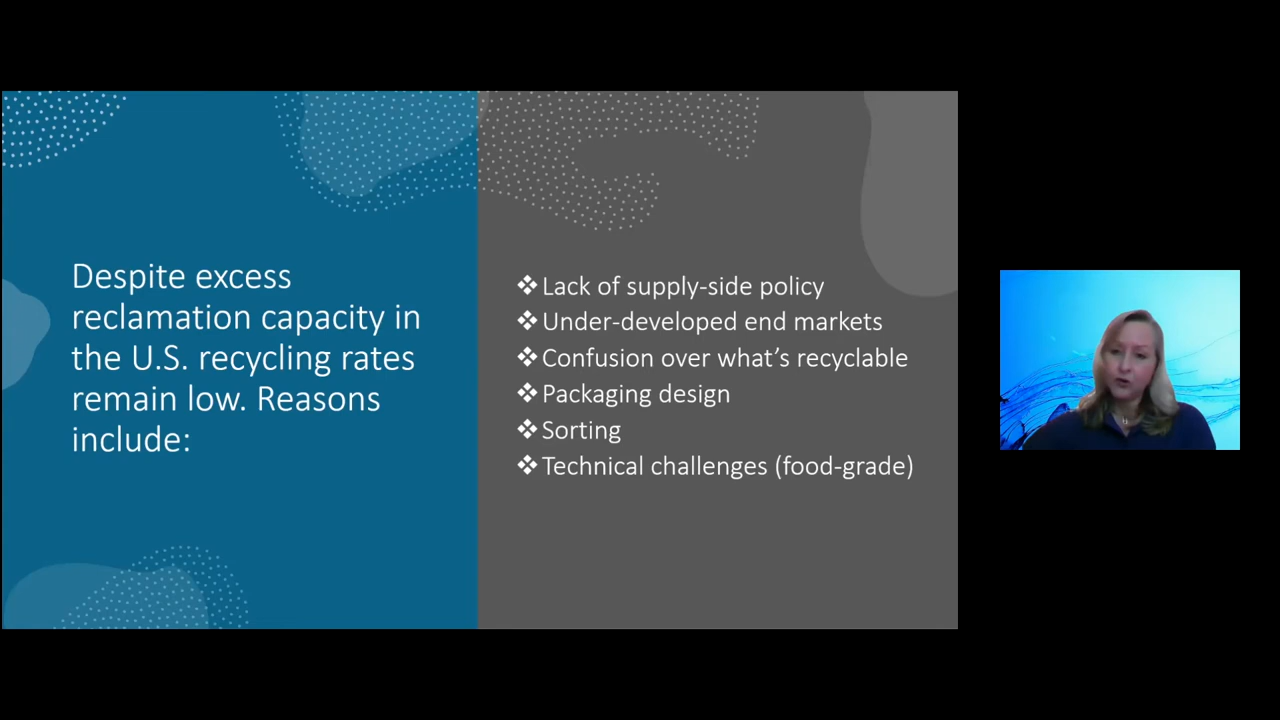 Despite excess
reclamation capacity in
the U.S. recycling rates
remain low. Reasons
include:
❖ Lack of supply-side policy
❖ Under-developed end markets
❖ Confusion over what's recyclable
❖ Packaging design
❖ Sorting
❖ Technical challenges (food-grade)